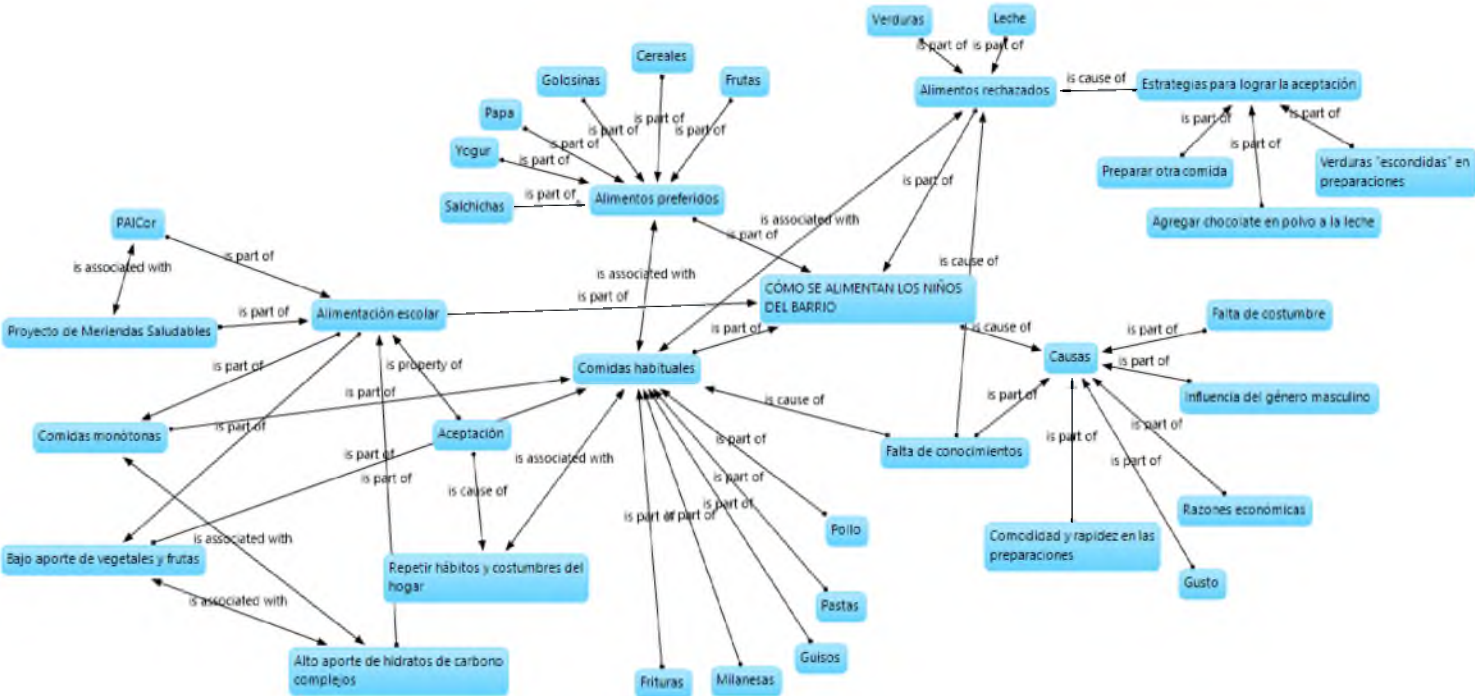 Verduras
Leche
is part of
is part of
Cereales
Golosinas
Frutas
Alimentos rechazados
is cause of
Estrategias para lograr la aceptación
Papa
is part of
is part of
is part of
is part of
is part of
is part of
is part of
Yogur
is part of
Preparar otra comida
Verduras "escondidas" en
preparaciones
Salchichas
is part of
Alimentos preferidos
is part of
Agregar chocolate en polvo a la leche
PAICor
is associated with
is part of
is part of
is associated with
is associated with
is cause of
CÓMO SE ALIMENTAN LOS NIÑOS
DEL BARRIO
Proyecto de Meriendas Saludables
is part of
Alimentación escolar
is part of
is part of
is cause of
Falta de costumbre
is part of
Causas
is part of
Influencia del género masculino
is part of
is property of
Comidas habituales
is part of
is cause of
is part of
is part of
Comidas monótonas
is part of
Aceptación
is part of
is part of
is part of
is part of
Falta de conocimientos
is part of
is associated with
is part of
is cause of
is part of
is part of
is part of
Razones económicas
is associated with
Pollo
Comodidad y rapidez en las
preparaciones
Bajo aporte de vegetales y frutas
Repetir hábitos y costumbres del
hogar
Gusto
is associated with
Pastas
Guisos
Alto aporte de hidratos de carbono
complejos
Frituras
Milanesas